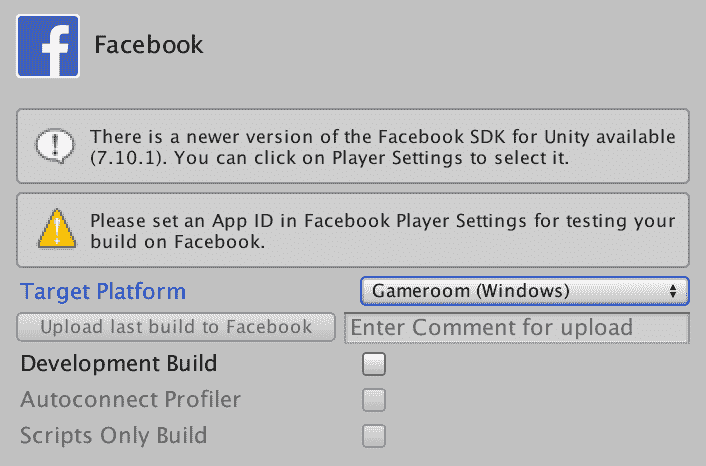 Facebook
There is a newer version of the Facebook SDK for Unity available
(7.10.1). You can click on Player Settings to select it.
Please set an App ID in Facebook Player Settings for testing your
build on Facebook.
Target Platform
Gameroom (Windows)
Upload last build to Facebook
Enter Comment for upload
Development Build
Autoconnect Profiler
Scripts Only Build